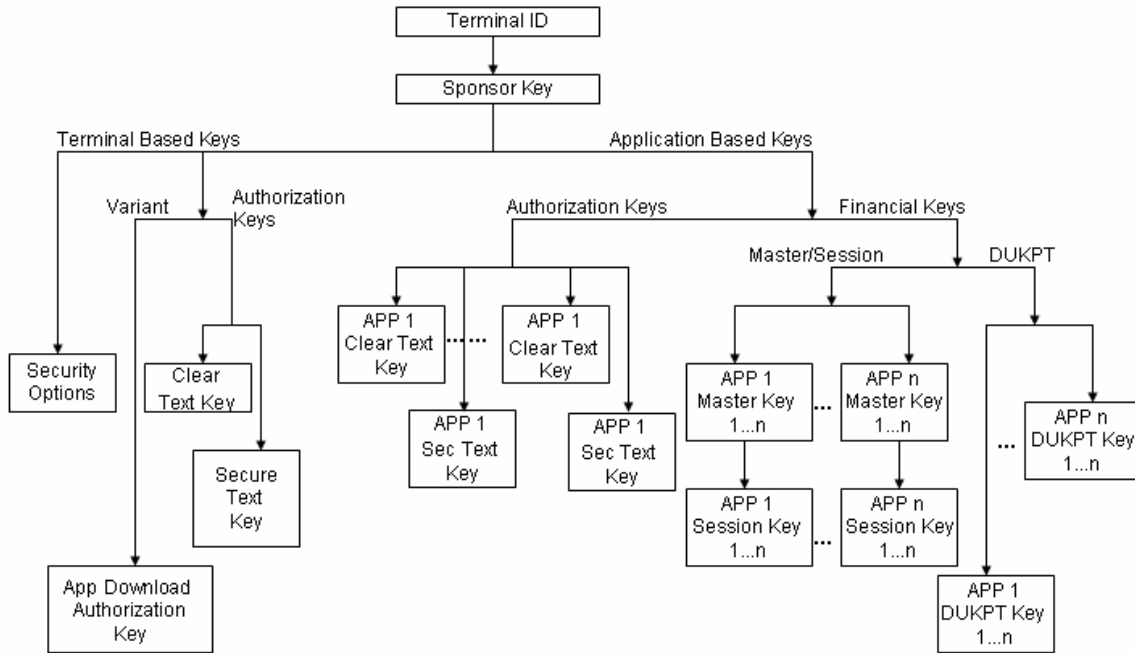 Terminal ID
Sponsor Key
Terminal Based Keys
Application Based Keys
Variant
Authorization
Keys
Authorization Keys
Financial Keys
Master/Session
DUKPT
APP 1
Clear Text
Key
......
APP 1
Clear Text
Key
Security
Options
Clear
Text Key
APP 1
Master Key
1...n
...
APP n
Master Key
1...n
APP 1
Sec Text
Key
APP 1
Sec Text
Key
...
APP n
DUKPT Key
1...n
Secure
Text
Key
APP 1
Session Key
1...n
...
APP n
Session Key
1...n
App Download
Authorization
Key
APP 1
DUKPT Key
1...n